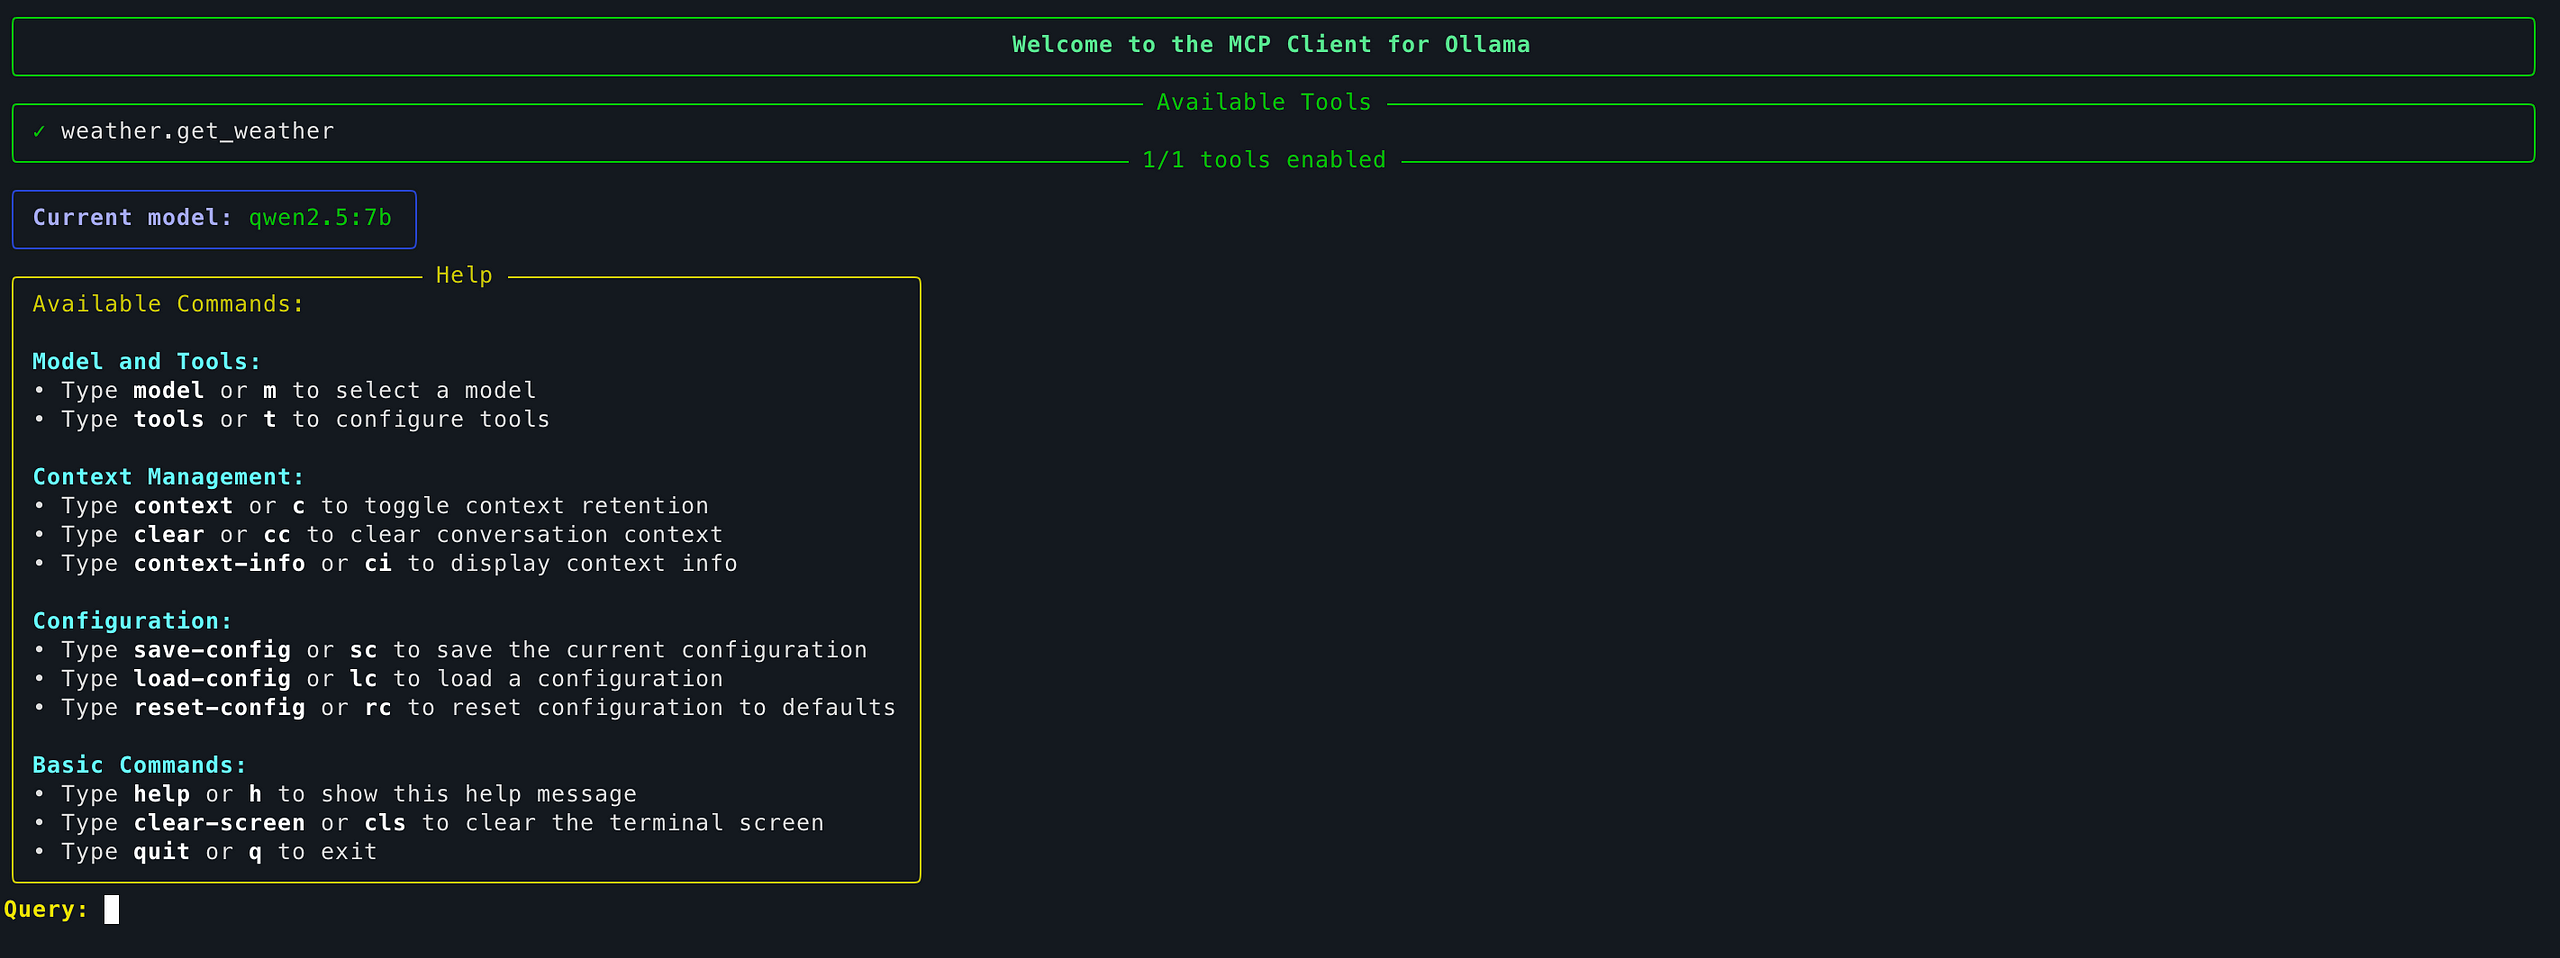 Welcome to the MCP Client for Ollama
Available Tools
✓ weather.get_weather
1/1 tools enabled
Current model: qwen2.5:7b
Help
Available Commands:
Model and Tools:
• Type model or m to select a model
• Type tools or t to configure tools
Context Management:
• Type context or c to toggle context retention
• Type clear or cc to clear conversation context
• Type context-info or ci to display context info
Configuration:
• Type save-config or sc to save the current configuration
• Type load-config or lc to load a configuration
• Type reset-config or rc to reset configuration to defaults
Basic Commands:
• Type help or h to show this help message
• Type clear-screen or cls to clear the terminal screen
• Type quit or q to exit
Query: